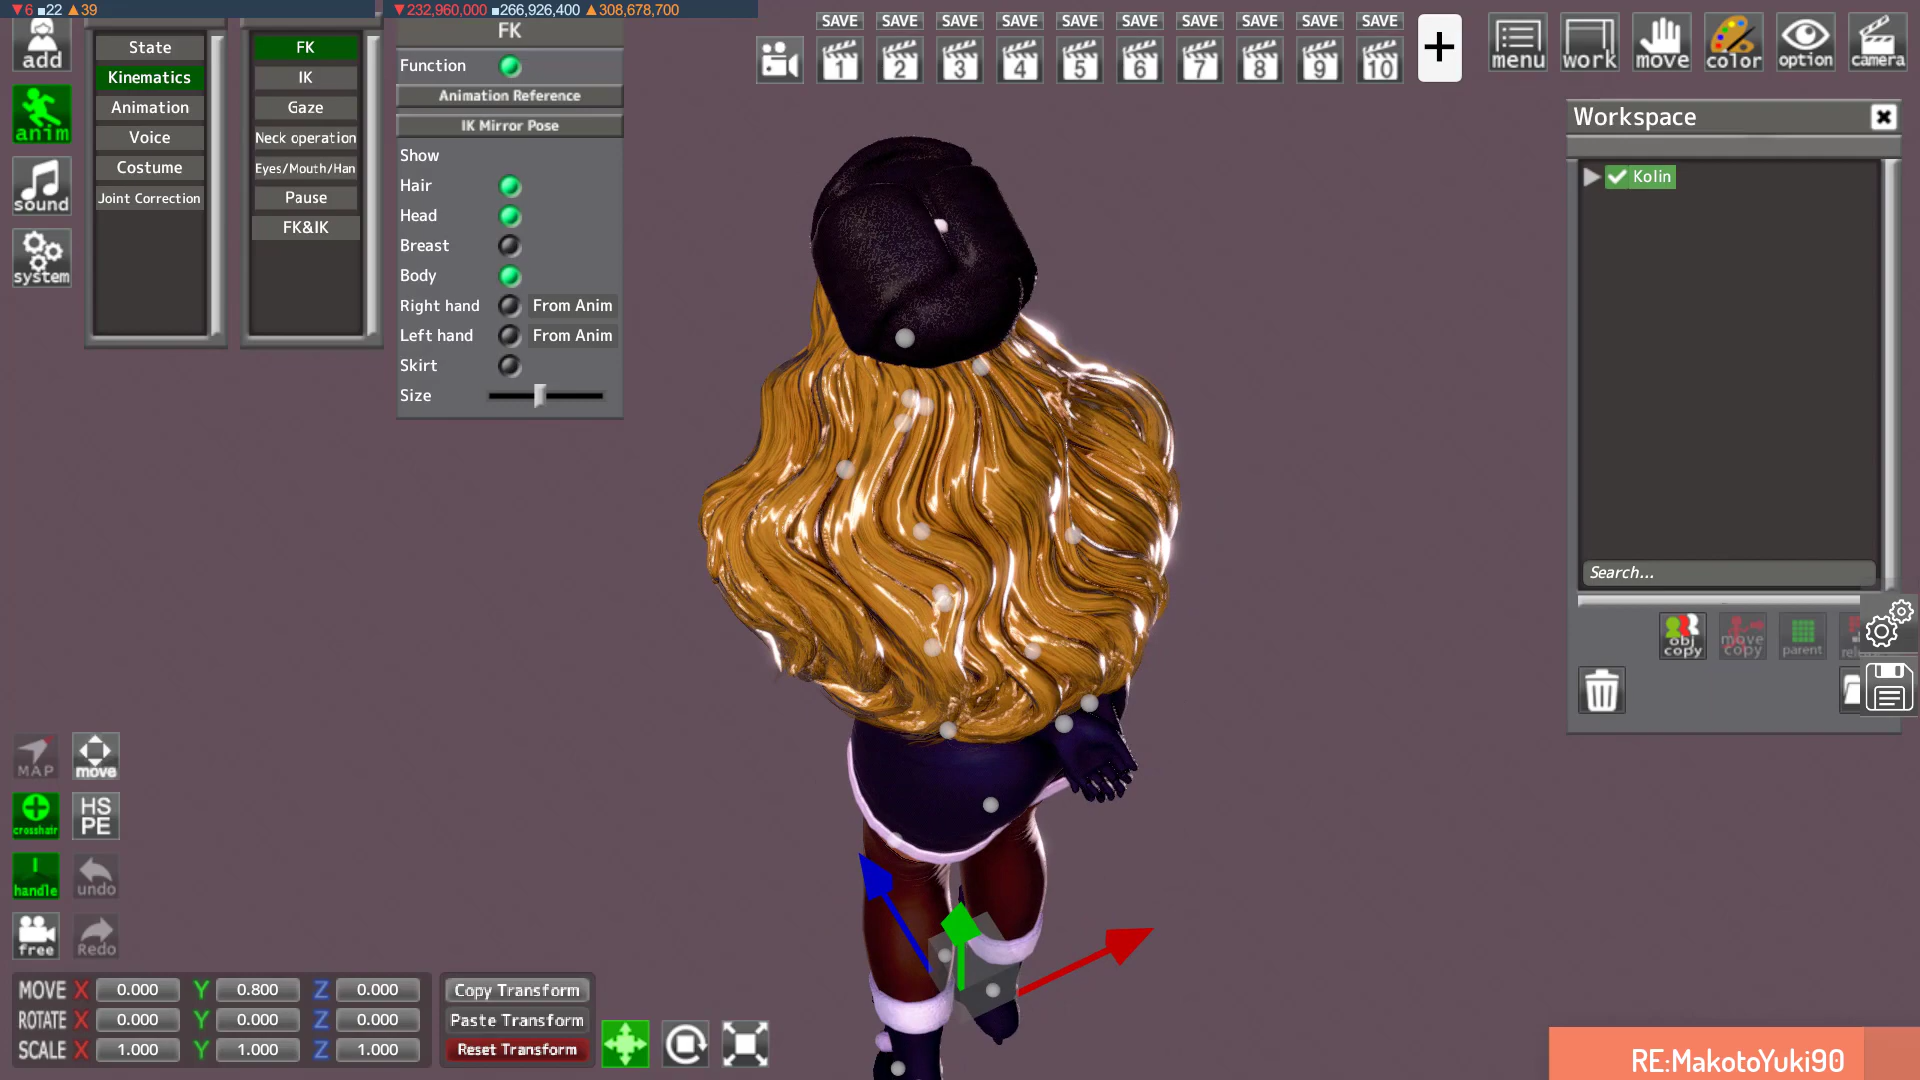 ▼6 ■22 ▲39
▼232,960,000 ■266,926,400 ▲308,678,700
add
anim
sound
system
State
Kinematics
Animation
Voice
Costume
Joint Correction
FK
IK
Gaze
Neck operation
Eyes/Mouth/Han
Pause
FK&IK
FK
Function
Animation Reference
IK Mirror Pose
Show
Hair
Head
Breast
Body
Right hand From Anim
Left hand From Anim
Skirt
Size
SAVE SAVE SAVE SAVE SAVE SAVE SAVE SAVE SAVE SAVE
1 2 3 4 5 6 7 8 9 10
menu work move color option camera
Workspace
Kolin
Search...
obj copy
move copy
parent
MAP
move
crosshair
HS PE
handle
undo
free
Redo
MOVE X 0.000 Y 0.800 Z 0.000
ROTATE X 0.000 Y 0.000 Z 0.000
SCALE X 1.000 Y 1.000 Z 1.000
Copy Transform
Paste Transform
Reset Transform
RE:MakotoYuki90